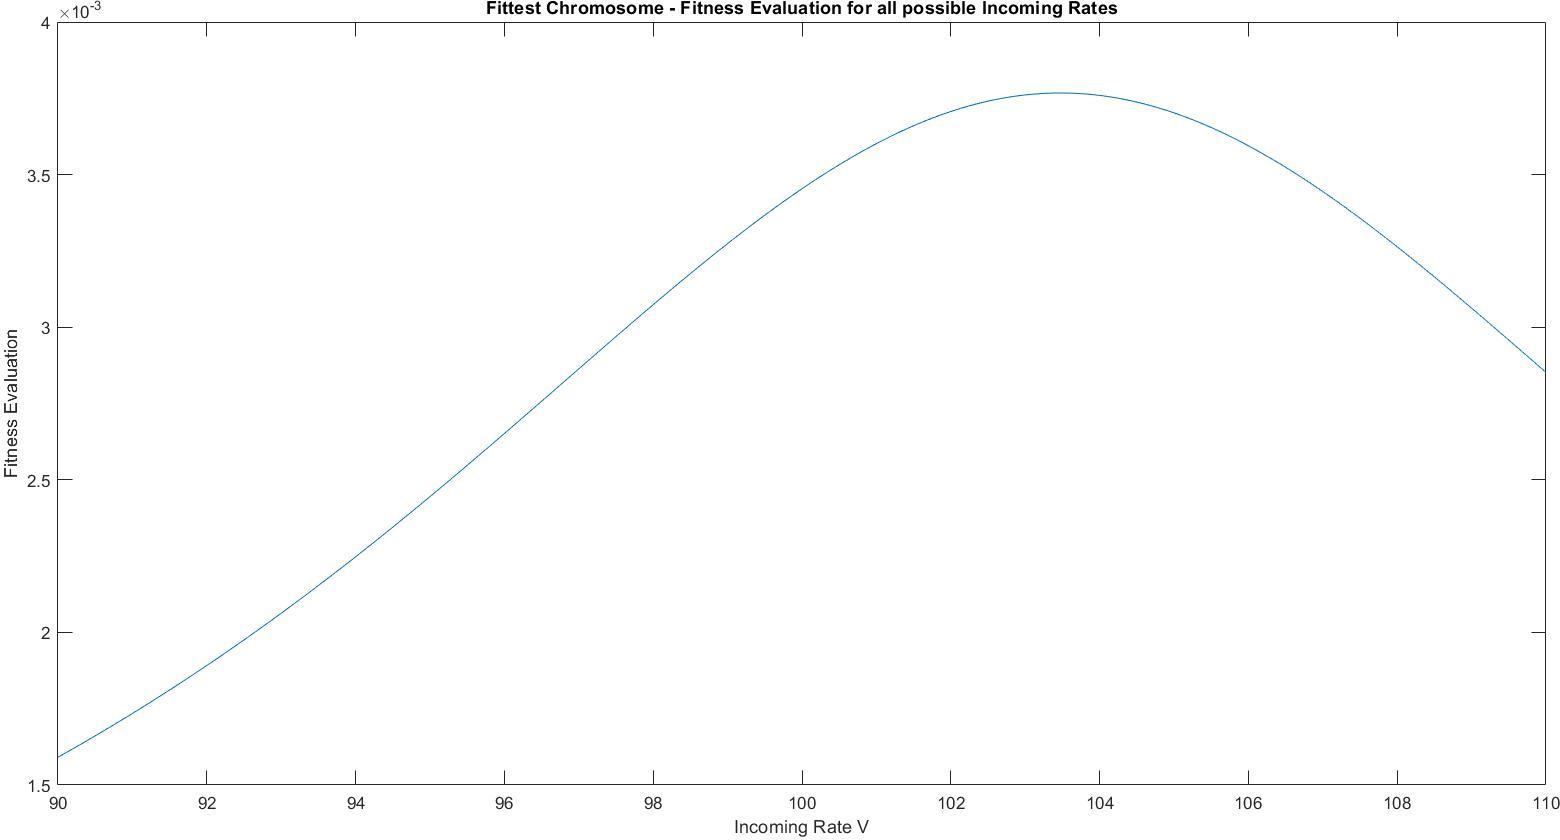 Fittest Chromosome - Fitness Evaluation for all possible Incoming Rates
×10-3
4
3.5
3
2.5
2
1.5
Fitness Evaluation
90 92 94 96 98 100 102 104 106 108 110
Incoming Rate V